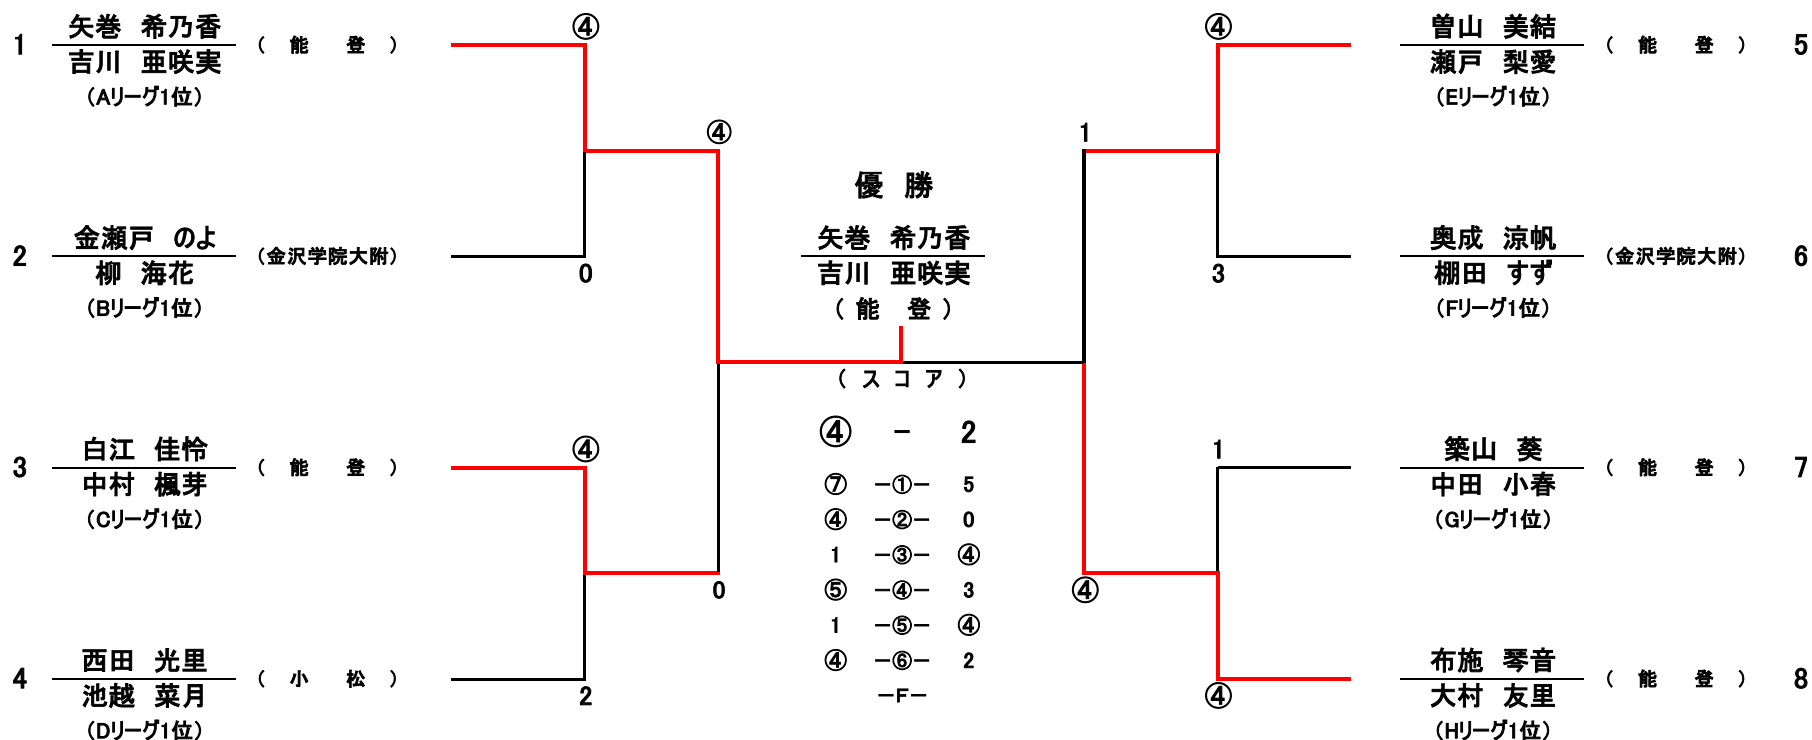 1 矢巻 希乃香 ( 能 登 )
吉川 亜咲実
(Aリーグ1位)
④
2 金瀬戸 のよ (金沢学院大附)
柳 海花
(Bリーグ1位)
0
④
3 白江 佳怜 ( 能 登 )
中村 楓芽
(Cリーグ1位)
④
4 西田 光里 ( 小 松 )
池越 菜月
(Dリーグ1位)
2
0
優 勝
矢巻 希乃香
吉川 亜咲実
( 能 登 )
( ス コ ア )
④ - 2
⑦ -①- 5
④ -②- 0
1 -③- ④
⑤ -④- 3
1 -⑤- ④
④ -⑥- 2
-F-
曽山 美結 ( 能 登 ) 5
瀬戸 梨愛
(Eリーグ1位)
④
1
奥成 涼帆 (金沢学院大附) 6
棚田 すず
(Fリーグ1位)
3
築山 葵 ( 能 登 ) 7
中田 小春
(Gリーグ1位)
1
④
布施 琴音 ( 能 登 ) 8
大村 友里
(Hリーグ1位)
④